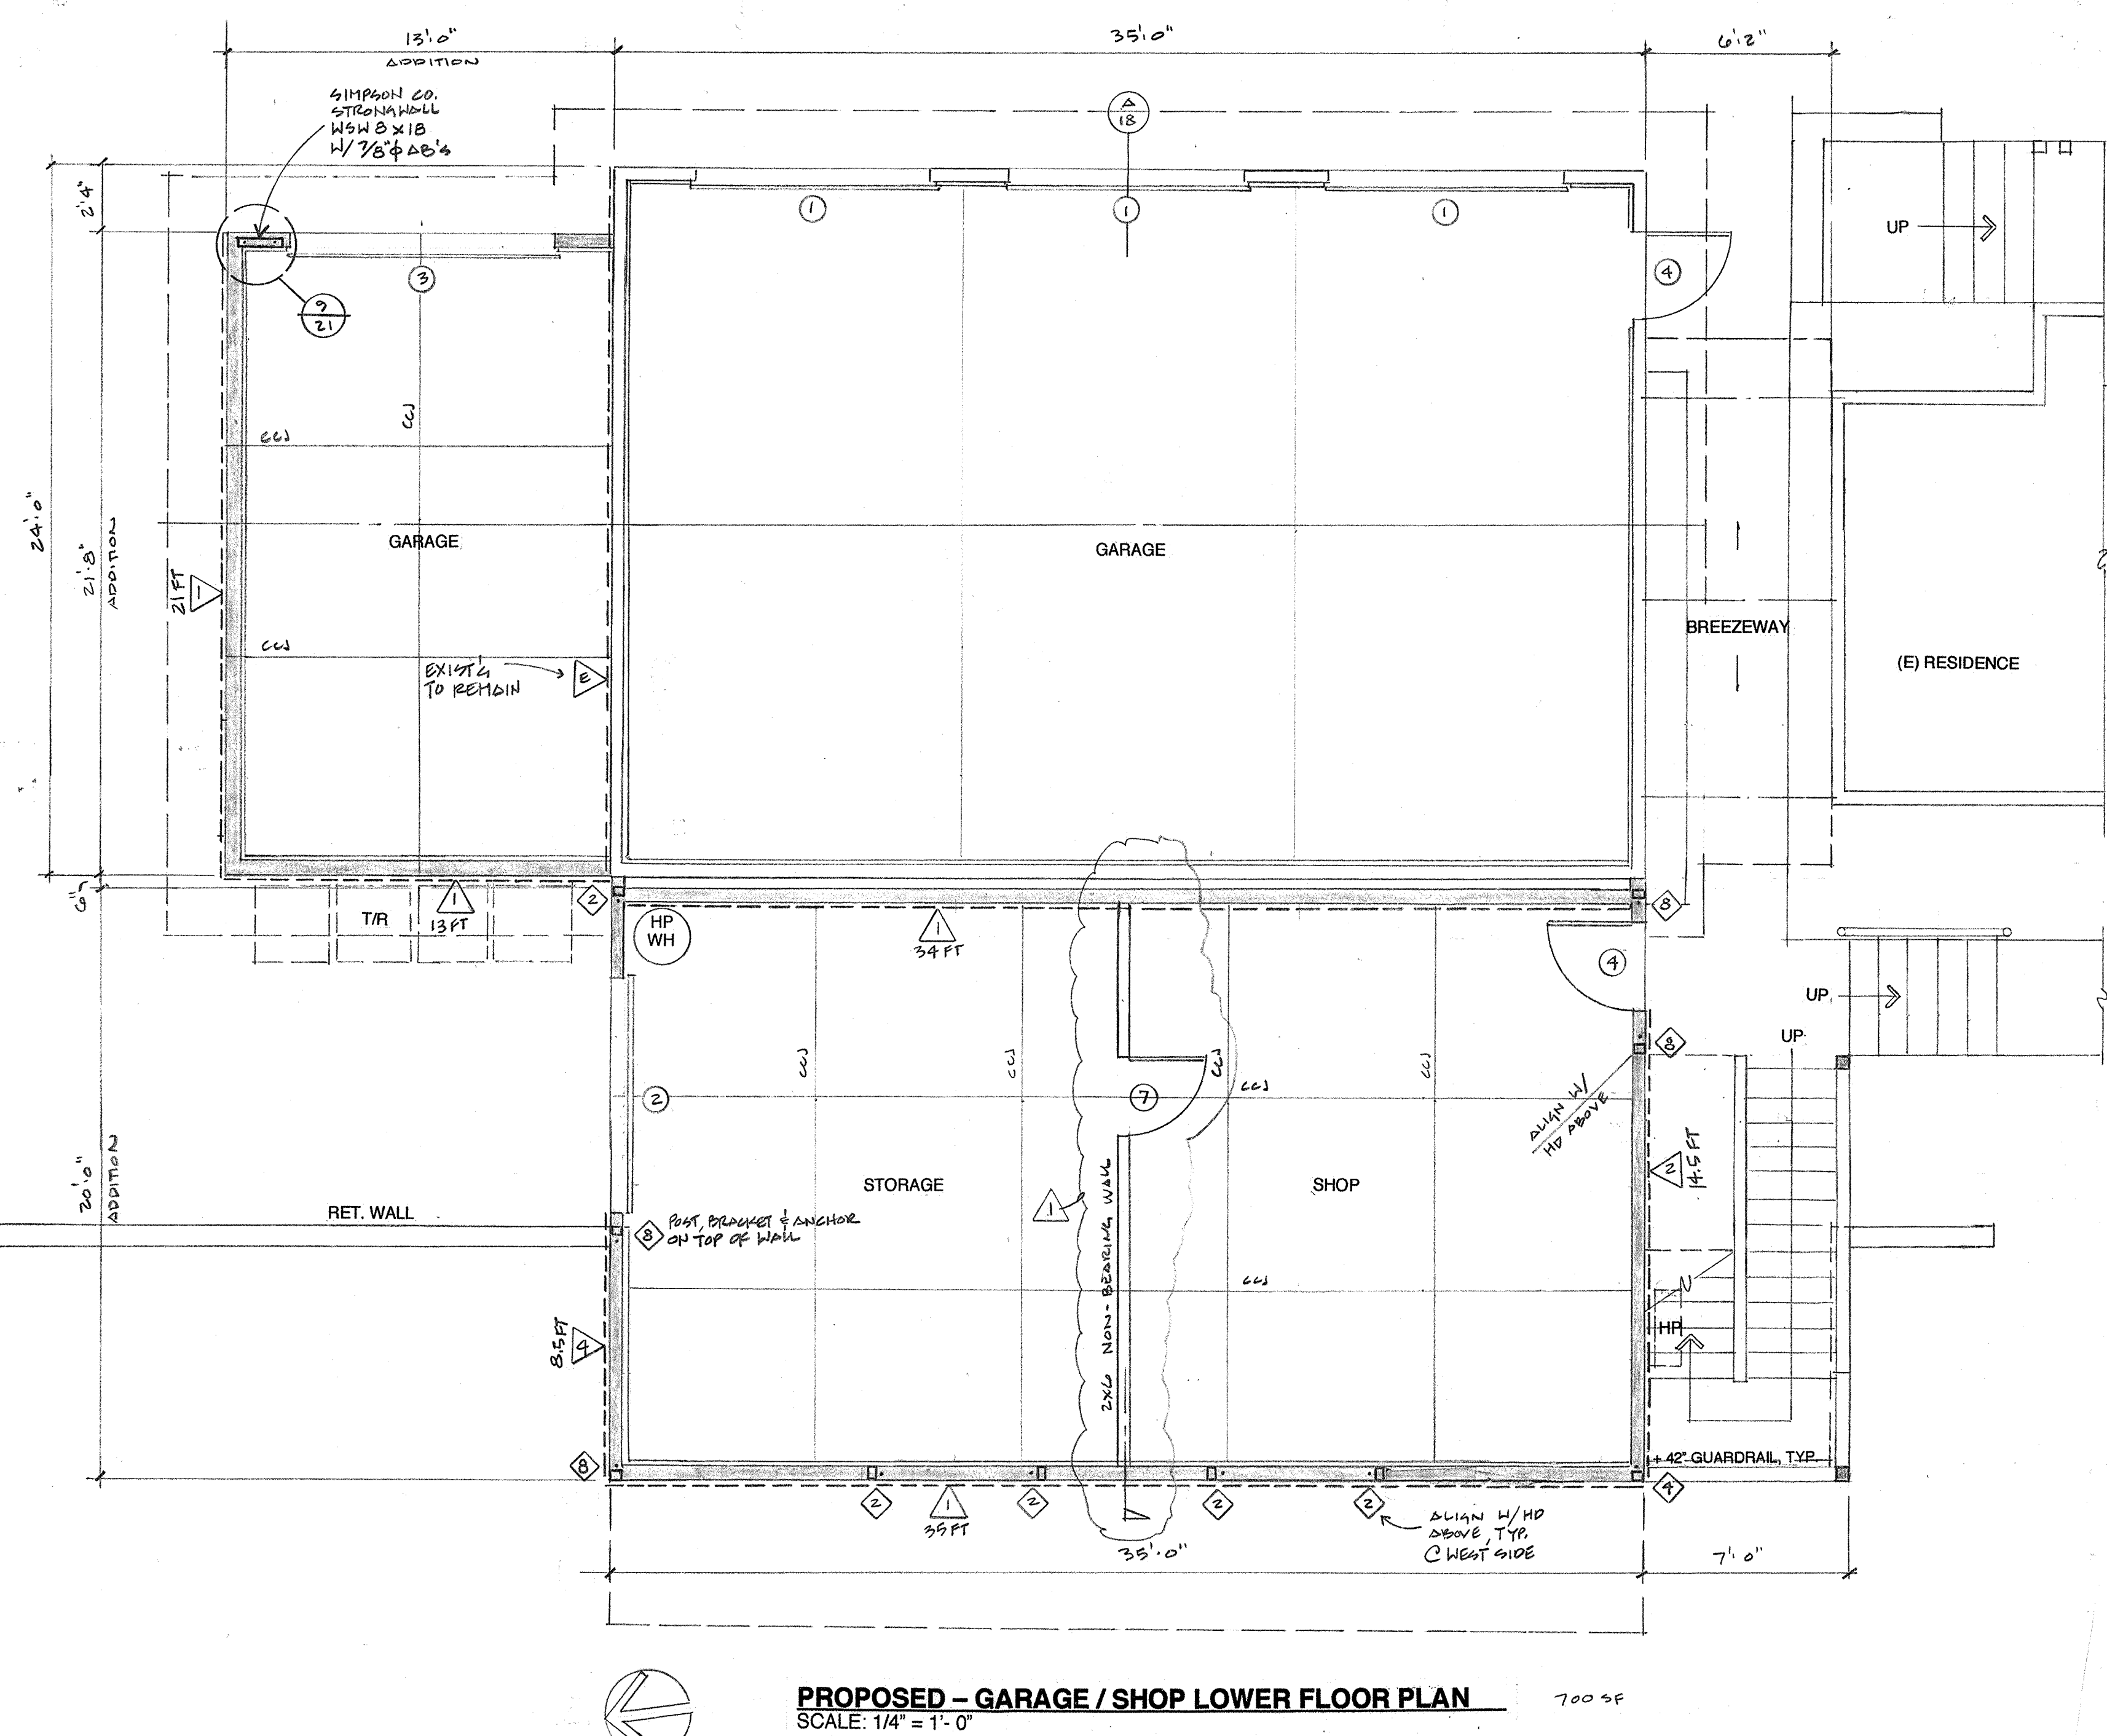 13'-0"
ADDITION
35'-0"
6'-2"
SIMPSON CO.
STRONGWALL
WSW 8 x 18
W/ 7/8"ϕ AB'S
A
18
2'-4"
1
1
1
UP
4
3
9
21
CCJ
CCJ
24'-0"
21'-8"
ADDITION
GARAGE
GARAGE
21 FT
1
BREEZEWAY
CCJ
EXIST'G
TO REMAIN
E
(E) RESIDENCE
6"
T/R
1
13 FT
2
HP
WH
1
34 FT
8
4
UP
UP
8
CCJ
CCJ
CCJ
CCJ
CCJ
2
7
ALIGN W/
HD ABOVE
20'-0"
ADDITION
STORAGE
SHOP
2
14.5 FT
RET. WALL
1
2X6 NON-BEARING WALL
8
POST, BRACKET & ANCHOR
ON TOP OF WALL
CCJ
HP
8.5 FT
4
+ 42" GUARDRAIL, TYP.
8
2
1
35 FT
2
2
2
4
ALIGN W/HD
ABOVE, TYP.
@ WEST SIDE
35'-0"
7'-0"
PROPOSED – GARAGE / SHOP LOWER FLOOR PLAN
700 SF
SCALE: 1/4" = 1'- 0"